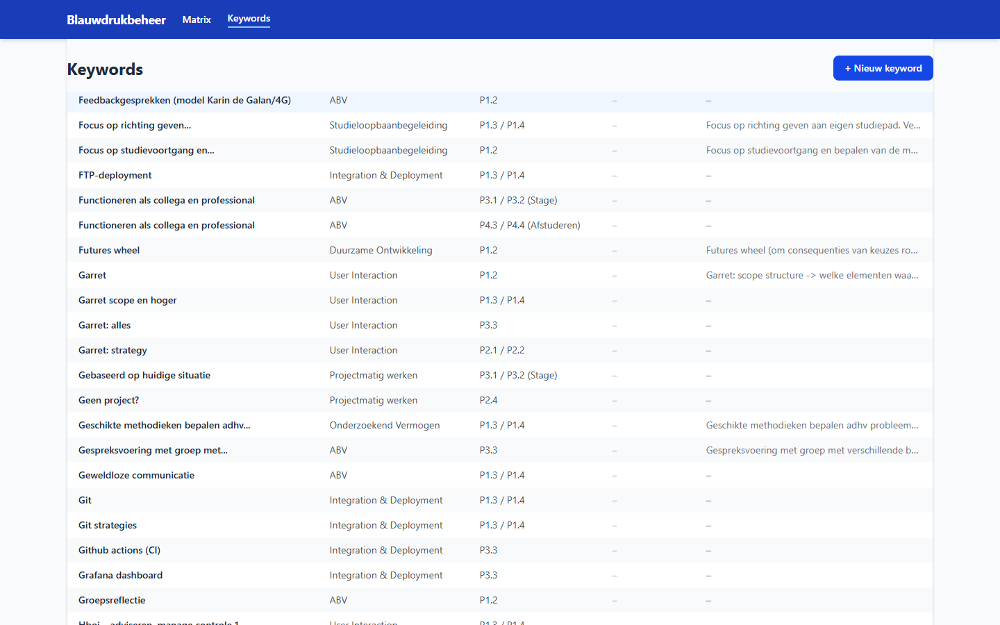 Blauwdrukbeheer Matrix Keywords
Keywords + Nieuw keyword
Feedbackgesprekken (model Karin de Galan/4G) ABV P1.2 – –
Focus op richting geven... Studieloopbaanbegeleiding P1.3 / P1.4 – Focus op richting geven aan eigen studiepad. Ve...
Focus op studievoortgang en... Studieloopbaanbegeleiding P1.2 – Focus op studievoortgang en bepalen van de m...
FTP-deployment Integration & Deployment P1.3 / P1.4 – –
Functioneren als collega en professional ABV P3.1 / P3.2 (Stage) – –
Functioneren als collega en professional ABV P4.3 / P4.4 (Afstuderen) – –
Futures wheel Duurzame Ontwikkeling P1.2 – Futures wheel (om consequenties van keuzes ro...
Garret User Interaction P1.2 – Garret: scope structure -> welke elementen waa...
Garret scope en hoger User Interaction P1.3 / P1.4 – –
Garret: alles User Interaction P3.3 – –
Garret: strategy User Interaction P2.1 / P2.2 – –
Gebaseerd op huidige situatie Projectmatig werken P3.1 / P3.2 (Stage) – –
Geen project? Projectmatig werken P2.4 – –
Geschikte methodieken bepalen adhv... Onderzoekend Vermogen P1.3 / P1.4 – Geschikte methodieken bepalen adhv probleem...
Gespreksvoering met groep met... ABV P3.3 – Gespreksvoering met groep met verschillende b...
Geweldloze communicatie ABV P1.3 / P1.4 – –
Git Integration & Deployment P1.3 / P1.4 – –
Git strategies Integration & Deployment P1.3 / P1.4 – –
Github actions (CI) Integration & Deployment P3.3 – –
Grafana dashboard Integration & Deployment P3.3 – –
Groepsreflectie ABV P1.2 – –
User Interaction P1.3 / P1.4